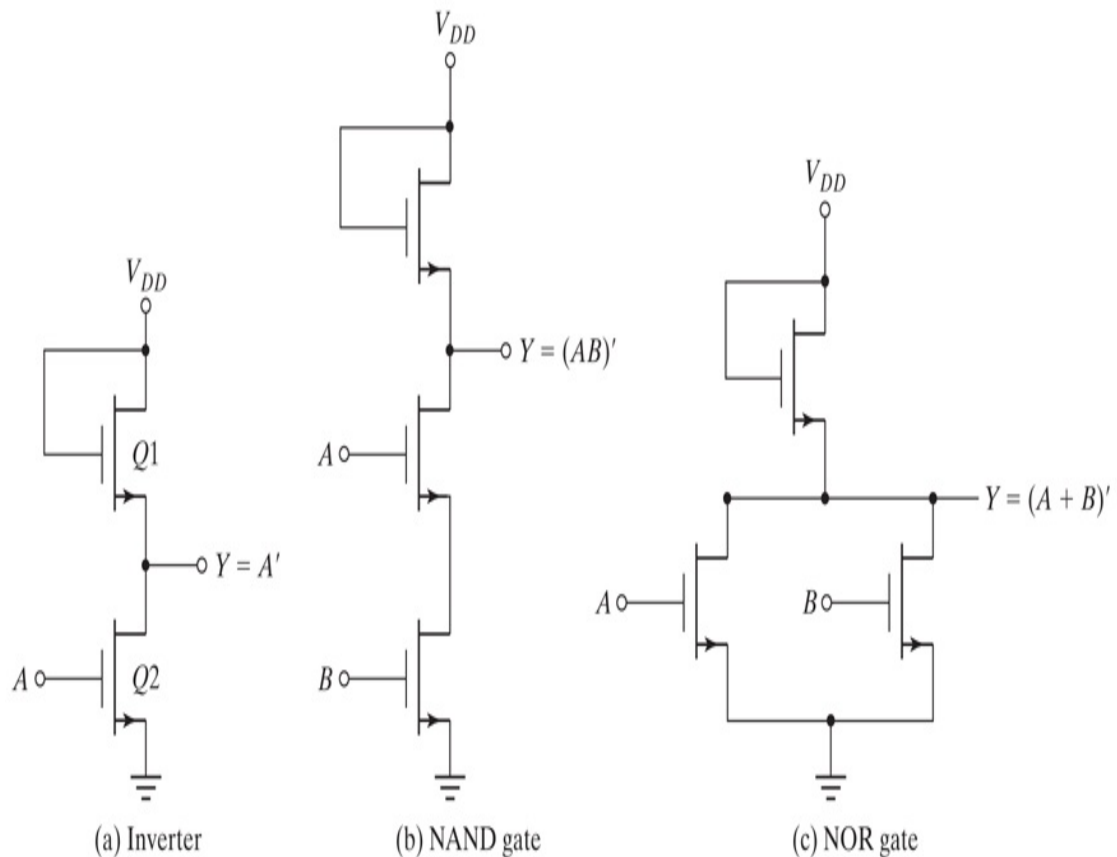 V_DD
Q1
Y = A′
A
Q2
(a) Inverter
V_DD
Y = (AB)′
A
B
(b) NAND gate
V_DD
Y = (A + B)′
A
B
(c) NOR gate